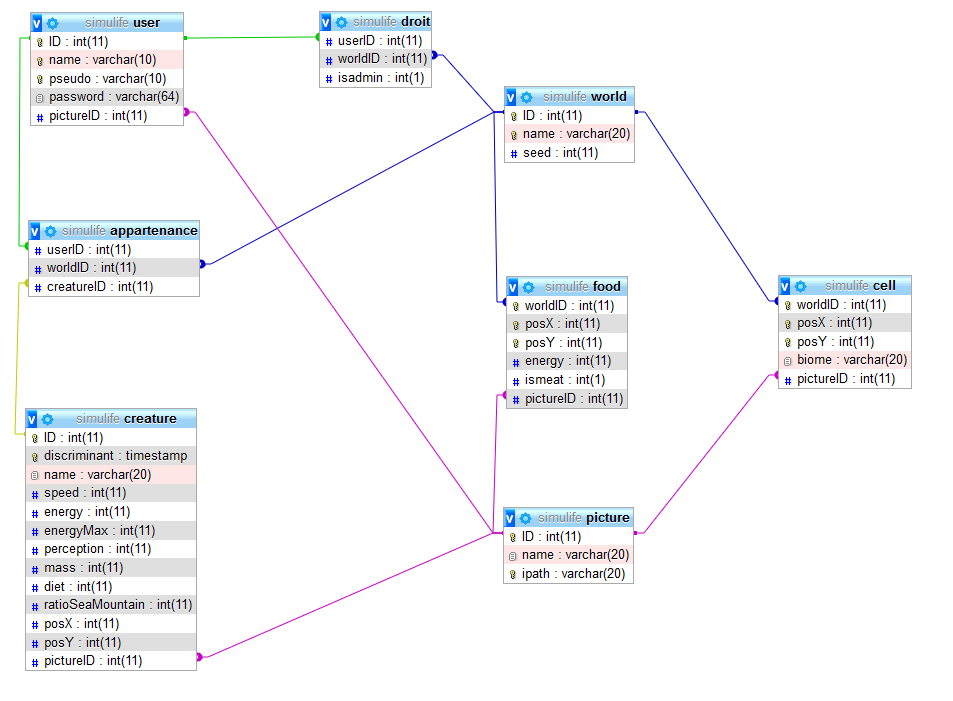 v simulife user
ID : int(11)
name : varchar(10)
pseudo : varchar(10)
password : varchar(64)
# pictureID : int(11)
v simulife droit
# userID : int(11)
# worldID : int(11)
# isadmin : int(1)
v simulife world
ID : int(11)
name : varchar(20)
# seed : int(11)
v simulife appartenance
# userID : int(11)
# worldID : int(11)
# creatureID : int(11)
v simulife food
worldID : int(11)
posX : int(11)
posY : int(11)
# energy : int(11)
# ismeat : int(1)
# pictureID : int(11)
v simulife cell
worldID : int(11)
posX : int(11)
posY : int(11)
biome : varchar(20)
# pictureID : int(11)
v simulife creature
ID : int(11)
discriminant : timestamp
name : varchar(20)
# speed : int(11)
# energy : int(11)
# energyMax : int(11)
# perception : int(11)
# mass : int(11)
# diet : int(11)
# ratioSeaMountain : int(11)
# posX : int(11)
# posY : int(11)
# pictureID : int(11)
v simulife picture
ID : int(11)
name : varchar(20)
ipath : varchar(20)